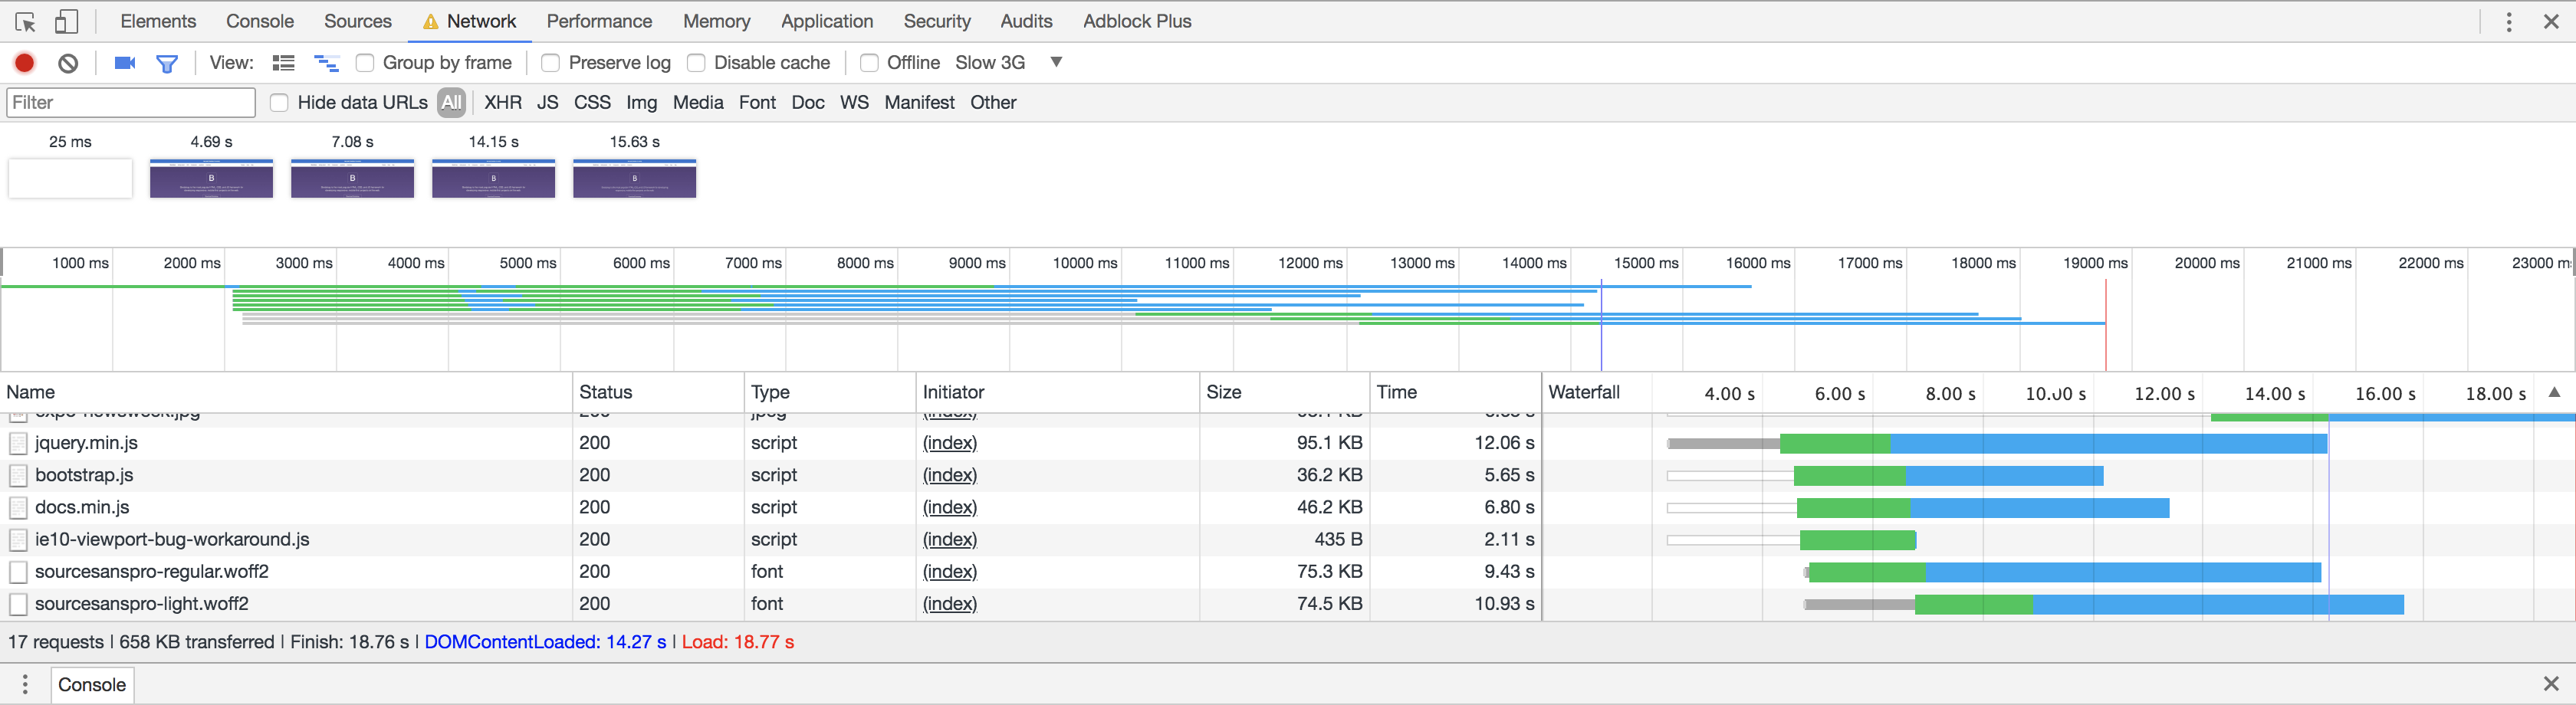 Elements Console Sources Network Performance Memory Application Security Audits Adblock Plus
View: Group by frame Preserve log Disable cache Offline Slow 3G
Filter Hide data URLs All XHR JS CSS Img Media Font Doc WS Manifest Other
25 ms 4.69 s 7.08 s 14.15 s 15.63 s
B B B B
1000 ms 2000 ms 3000 ms 4000 ms 5000 ms 6000 ms 7000 ms 8000 ms 9000 ms 10000 ms 11000 ms 12000 ms 13000 ms 14000 ms 15000 ms 16000 ms 17000 ms 18000 ms 19000 ms 20000 ms 21000 ms 22000 ms 23000 m
Name Status Type Initiator Size Time Waterfall 4.00 s 6.00 s 8.00 s 10.00 s 12.00 s 14.00 s 16.00 s 18.00 s
jquery.min.js 200 script (index) 95.1 KB 12.06 s
bootstrap.js 200 script (index) 36.2 KB 5.65 s
docs.min.js 200 script (index) 46.2 KB 6.80 s
ie10-viewport-bug-workaround.js 200 script (index) 435 B 2.11 s
sourcesanspro-regular.woff2 200 font (index) 75.3 KB 9.43 s
sourcesanspro-light.woff2 200 font (index) 74.5 KB 10.93 s
17 requests | 658 KB transferred | Finish: 18.76 s | DOMContentLoaded: 14.27 s | Load: 18.77 s
Console